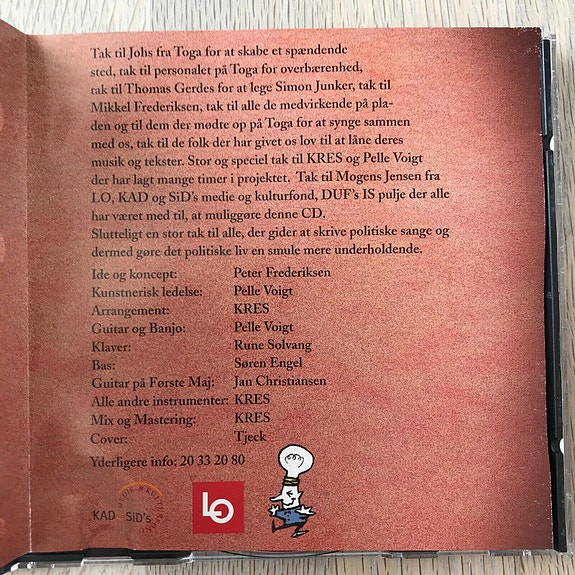 Tak til Johs fra Toga for at skabe et spændende
sted, tak til personalet på Toga for overbærenhed,
tak til Thomas Gerdes for at lege Simon Junker, tak til
Mikkel Frederiksen, tak til alle de medvirkende på pla-
den og til dem der mødte op på Toga for at synge sammen
med os, tak til de folk der har givet os lov til at låne deres
musik og tekster. Stor og speciel tak til KRES og Pelle Voigt
der har lagt mange timer i projektet. Tak til Mogens Jensen fra
LO, KAD og SiD's medie og kulturfond, DUF's IS pulje der alle
har været med til, at muliggøre denne CD.
Slutteligt en stor tak til alle, der gider at skrive politiske sange og
dermed gøre det politiske liv en smule mere underholdende.
Ide og koncept: Peter Frederiksen
Kunstnerisk ledelse: Pelle Voigt
Arrangement: KRES
Guitar og Banjo: Pelle Voigt
Klaver: Rune Solvang
Bas: Søren Engel
Guitar på Første Maj: Jan Christiansen
Alle andre instrumenter: KRES
Mix og Mastering: KRES
Cover: Tjeck
Yderligere info: 20 33 20 80
KAD SiD's
LO